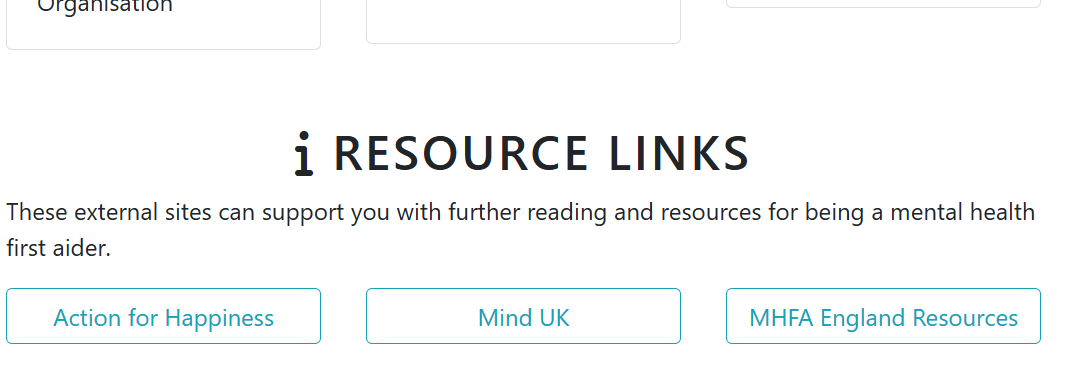 Organisation
RESOURCE LINKS
These external sites can support you with further reading and resources for being a mental health
first aider.
Action for Happiness
Mind UK
MHFA England Resources